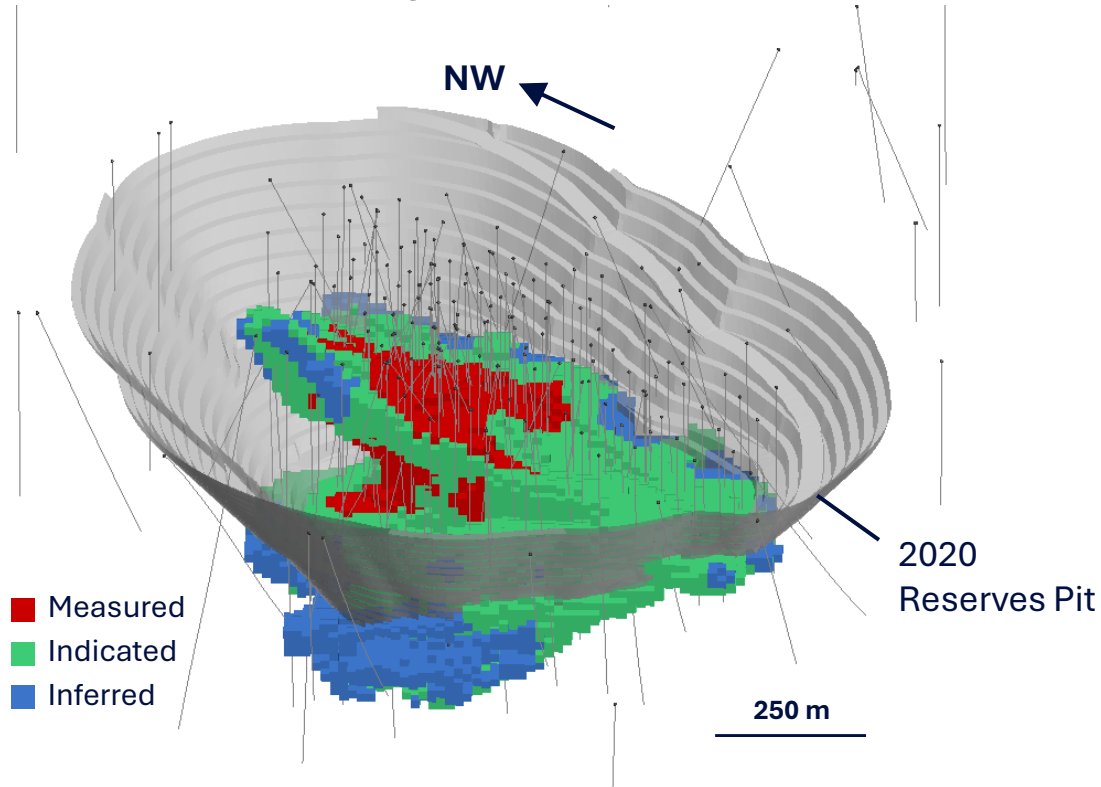 NW
2020
Reserves Pit
Measured
Indicated
Inferred
250 m